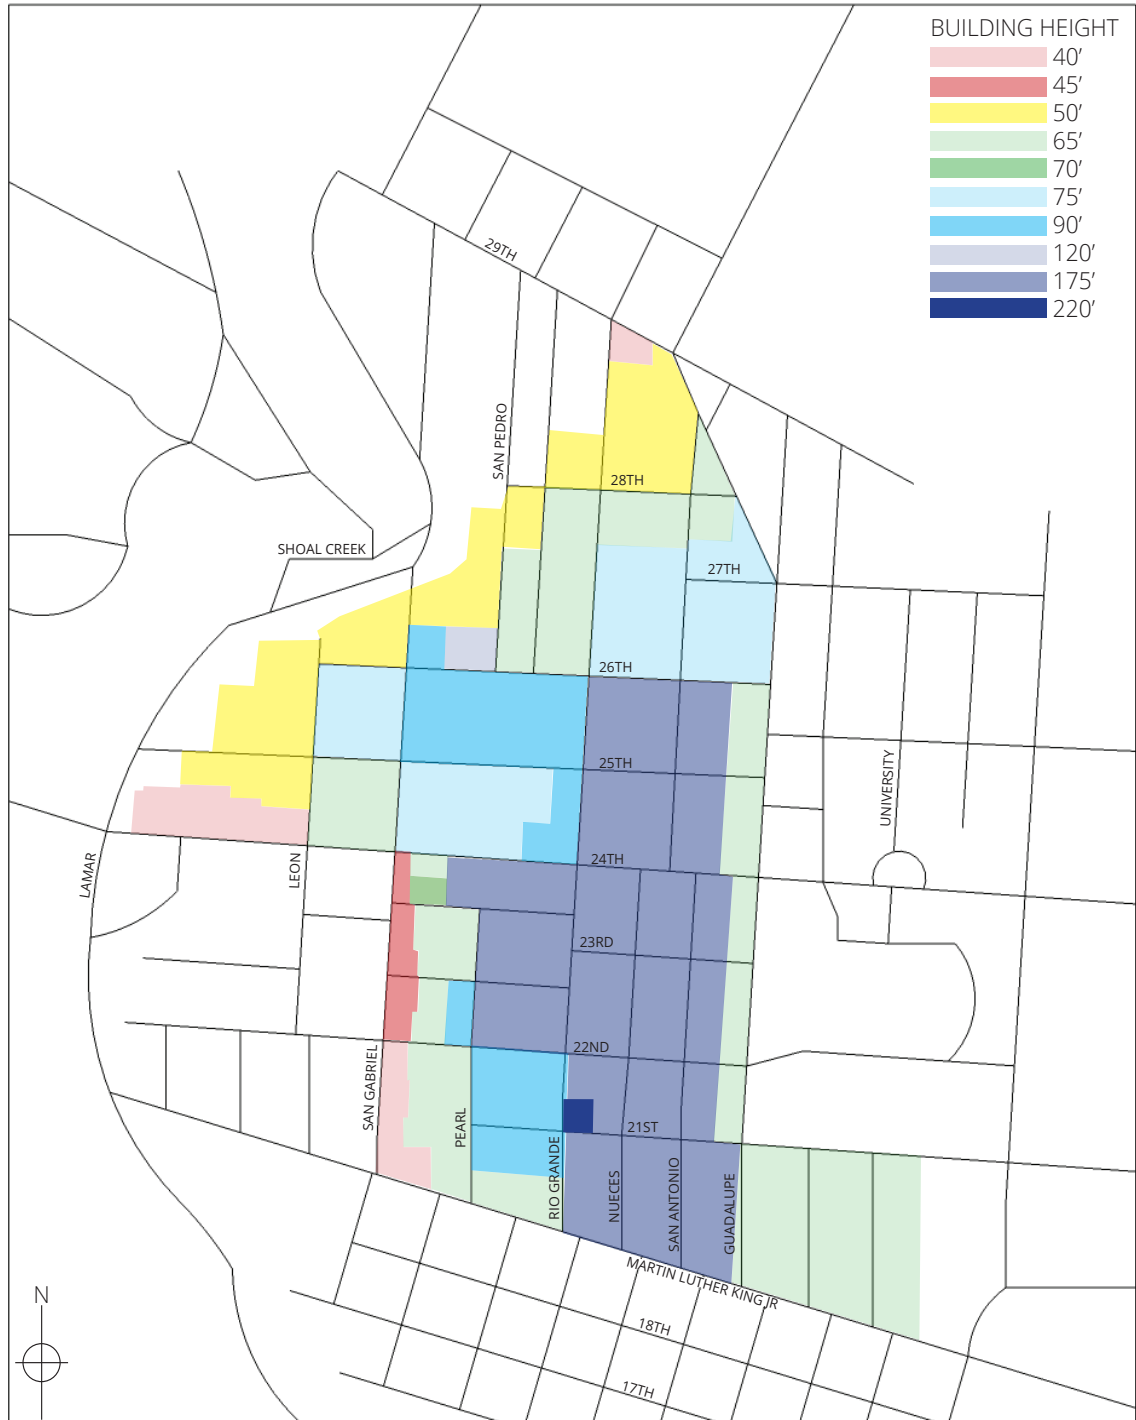 BUILDING HEIGHT
40’
45’
50’
65’
70’
75’
90’
120’
175’
220’
29TH
SAN PEDRO
28TH
SHOAL CREEK
27TH
26TH
25TH
UNIVERSITY
24TH
LAMAR
LEON
23RD
22ND
SAN GABRIEL
PEARL
21ST
RIO GRANDE
NUECES
SAN ANTONIO
GUADALUPE
MARTIN LUTHER KING JR
N
18TH
17TH